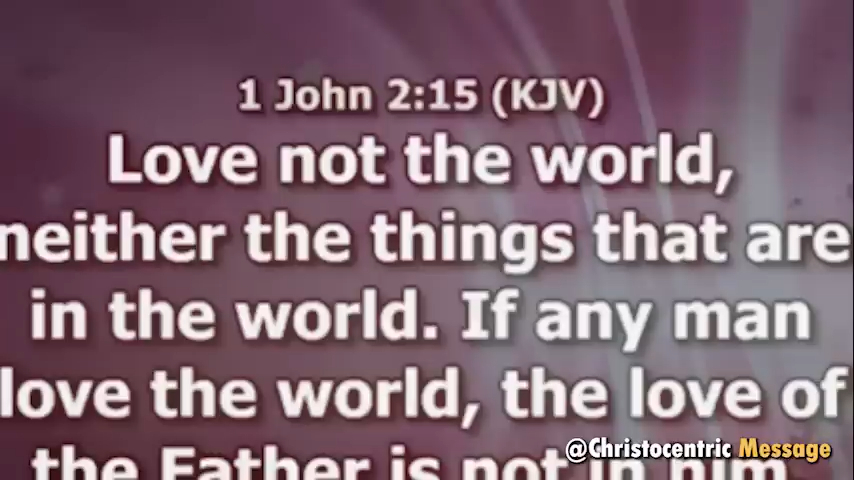 1 John 2:15 (KJV)
Love not the world,
neither the things that are
in the world. If any man
love the world, the love of
the Father is not in him.
@Christocentric Message